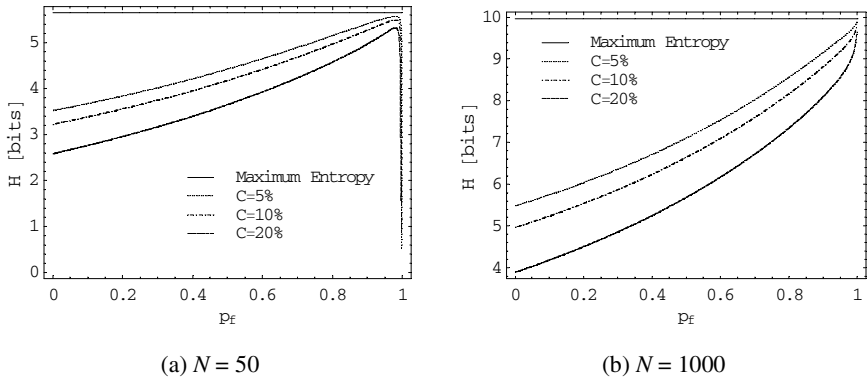 H [bits]
5
4
3
2
1
0
Maximum Entropy
C=5%
C=10%
C=20%
0
0.2
0.4
0.6
0.8
1
p_f
(a) N = 50
H [bits]
10
9
8
7
6
5
4
Maximum Entropy
C=5%
C=10%
C=20%
0
0.2
0.4
0.6
0.8
1
p_f
(b) N = 1000